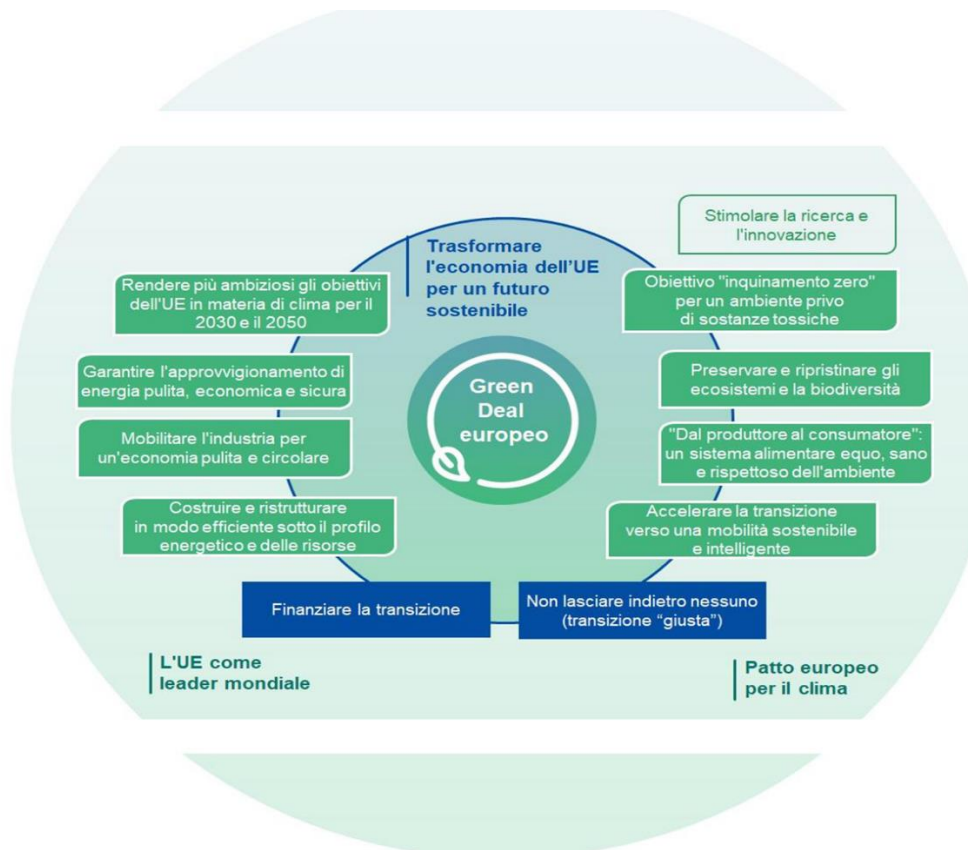 Stimolare la ricerca e
l'innovazione
Trasformare
l'economia dell'UE
per un futuro
sostenibile
Rendere più ambiziosi gli obiettivi
dell'UE in materia di clima per il
2030 e il 2050
Obiettivo "inquinamento zero"
per un ambiente privo
di sostanze tossiche
Garantire l'approvvigionamento di
energia pulita, economica e sicura
Preservare e ripristinare gli
ecosistemi e la biodiversità
Green
Deal
europeo
Mobilitare l'industria per
un'economia pulita e circolare
"Dal produttore al consumatore":
un sistema alimentare equo, sano
e rispettoso dell'ambiente
Costruire e ristrutturare
in modo efficiente sotto il profilo
energetico e delle risorse
Accelerare la transizione
verso una mobilità sostenibile
e intelligente
Finanziare la transizione
Non lasciare indietro nessuno
(transizione “giusta”)
L'UE come
leader mondiale
Patto europeo
per il clima